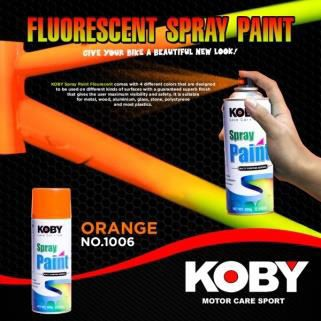 FLUORESCENT SPRAY PAINT
GIVE YOUR BIKE A BEAUTIFUL NEW LOOK!
KOBY Spray Paint Flourecent comes with 4 different colors that are designed
to be used on different kinds of surfaces with a guaranteed superb finish
that gives the user maximum visibility and safety. It is suitable
for metal, wood, aluminium, glass, stone, polystyrene
and most plastics.
KOBY
Spray
Paint
KOBY
Spray
Paint
ORANGE
NO.1006
KOBY
MOTOR CARE SPORT